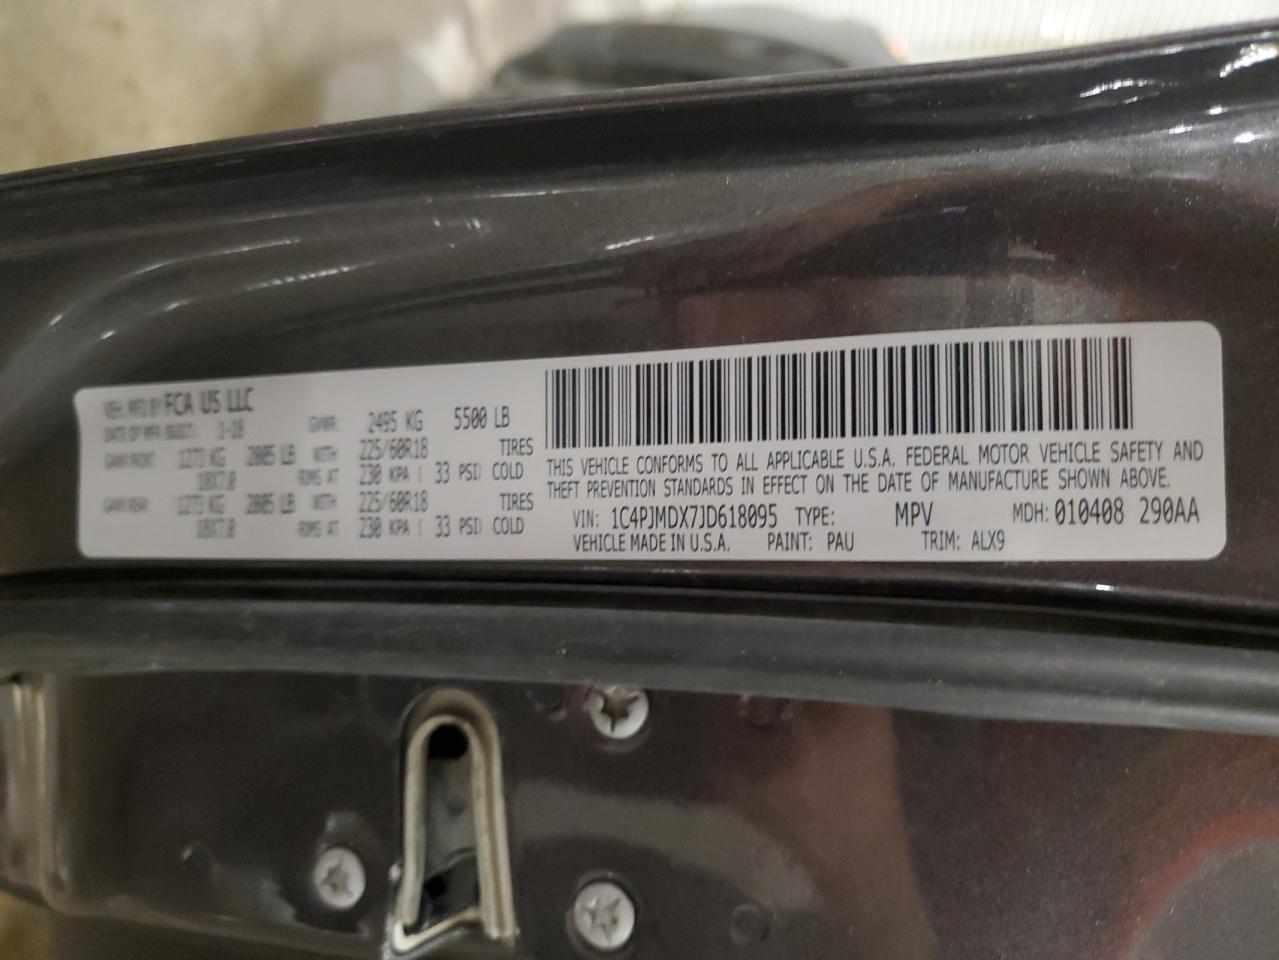 VEH. MFD BY FCA US LLC
DATE OF MFR (BUILT) 1-18 GVWR: 2495 KG 5500 LB
GAWR FRONT: 1273 KG 2805 LB WITH 225/60R18 TIRES
18X7.0 RIMS AT 230 KPA ( 33 PSI) COLD
GAWR REAR: 1273 KG 2805 LB WITH 225/60R18 TIRES
18X7.0 RIMS AT 230 KPA ( 33 PSI) COLD
THIS VEHICLE CONFORMS TO ALL APPLICABLE U.S.A. FEDERAL MOTOR VEHICLE SAFETY AND
THEFT PREVENTION STANDARDS IN EFFECT ON THE DATE OF MANUFACTURE SHOWN ABOVE.
VIN: 1C4PJMDX7JD618095 TYPE: MPV MDH: 010408 290AA
VEHICLE MADE IN U.S.A. PAINT: PAU TRIM: ALX9